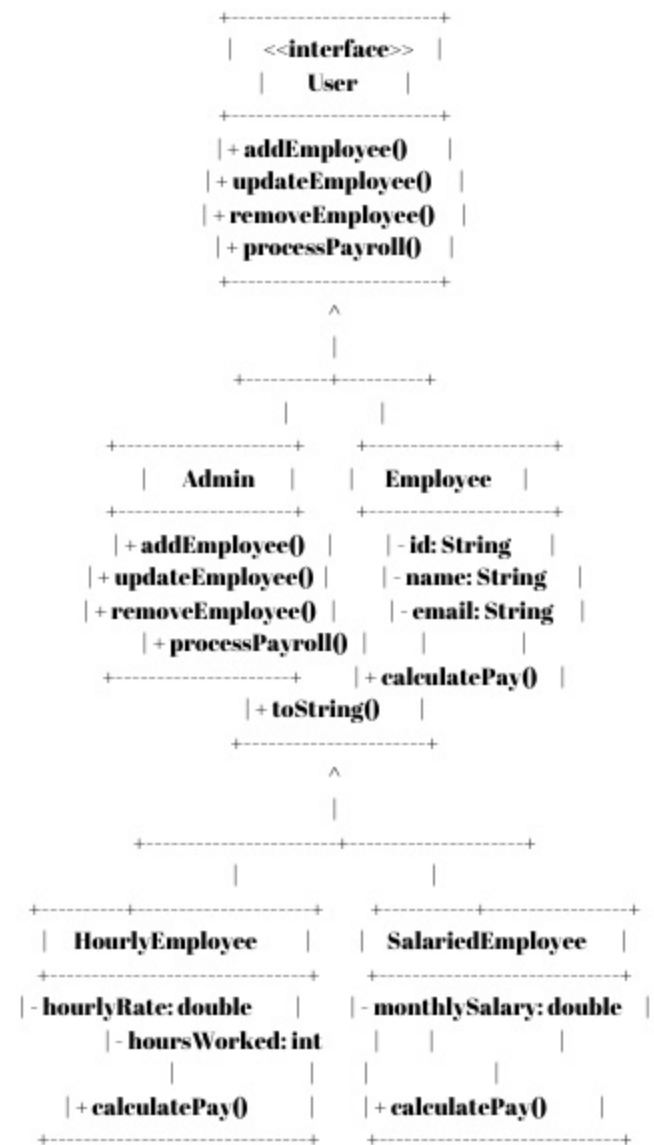 +-----------------------+
| <<interface>> |
| User |
+-----------------------+
| + addEmployee() |
| + updateEmployee() |
| + removeEmployee() |
| + processPayroll() |
+-----------------------+
^
|
+---------+----------+
| |
+-------------------+ +--------------------+
| Admin | | Employee |
+-------------------+ +--------------------+
| + addEmployee() | | - id: String |
| + updateEmployee() | | - name: String |
| + removeEmployee() | | - email: String |
| + processPayroll() | | |
+-------------------+ | + calculatePay() |
| + toString() |
+--------------------+
^
|
+---------------------+-------------------+
| |
+---------+-------------------+ +----------+---------------+
| HourlyEmployee | | SalariedEmployee |
+----------------------------+ +--------------------------+
| - hourlyRate: double | | - monthlySalary: double |
| - hoursWorked: int | | |
| | | |
| + calculatePay() | | + calculatePay() |
+----------------------------+ +--------------------------+